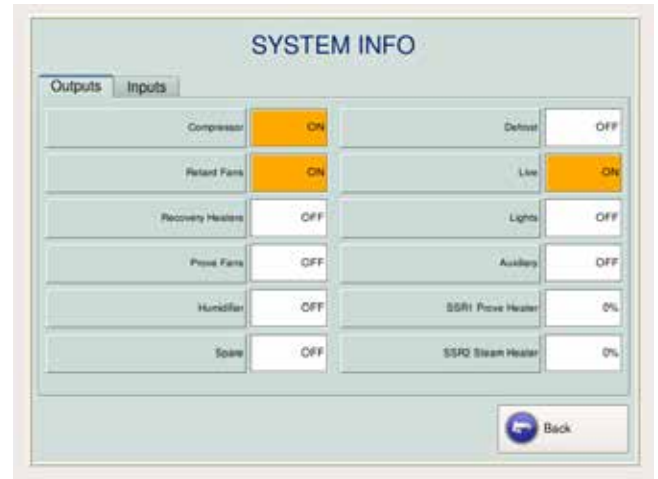 SYSTEM INFO
Outputs Inputs
Compressor ON Defrost OFF
Retard Fans ON Live ON
Recovery Heaters OFF Lights OFF
Prove Fans OFF Auxiliary OFF
Humidifier OFF SSR1 Prove Heater 0%
Spare OFF SSR2 Steam Heater 0%
Back